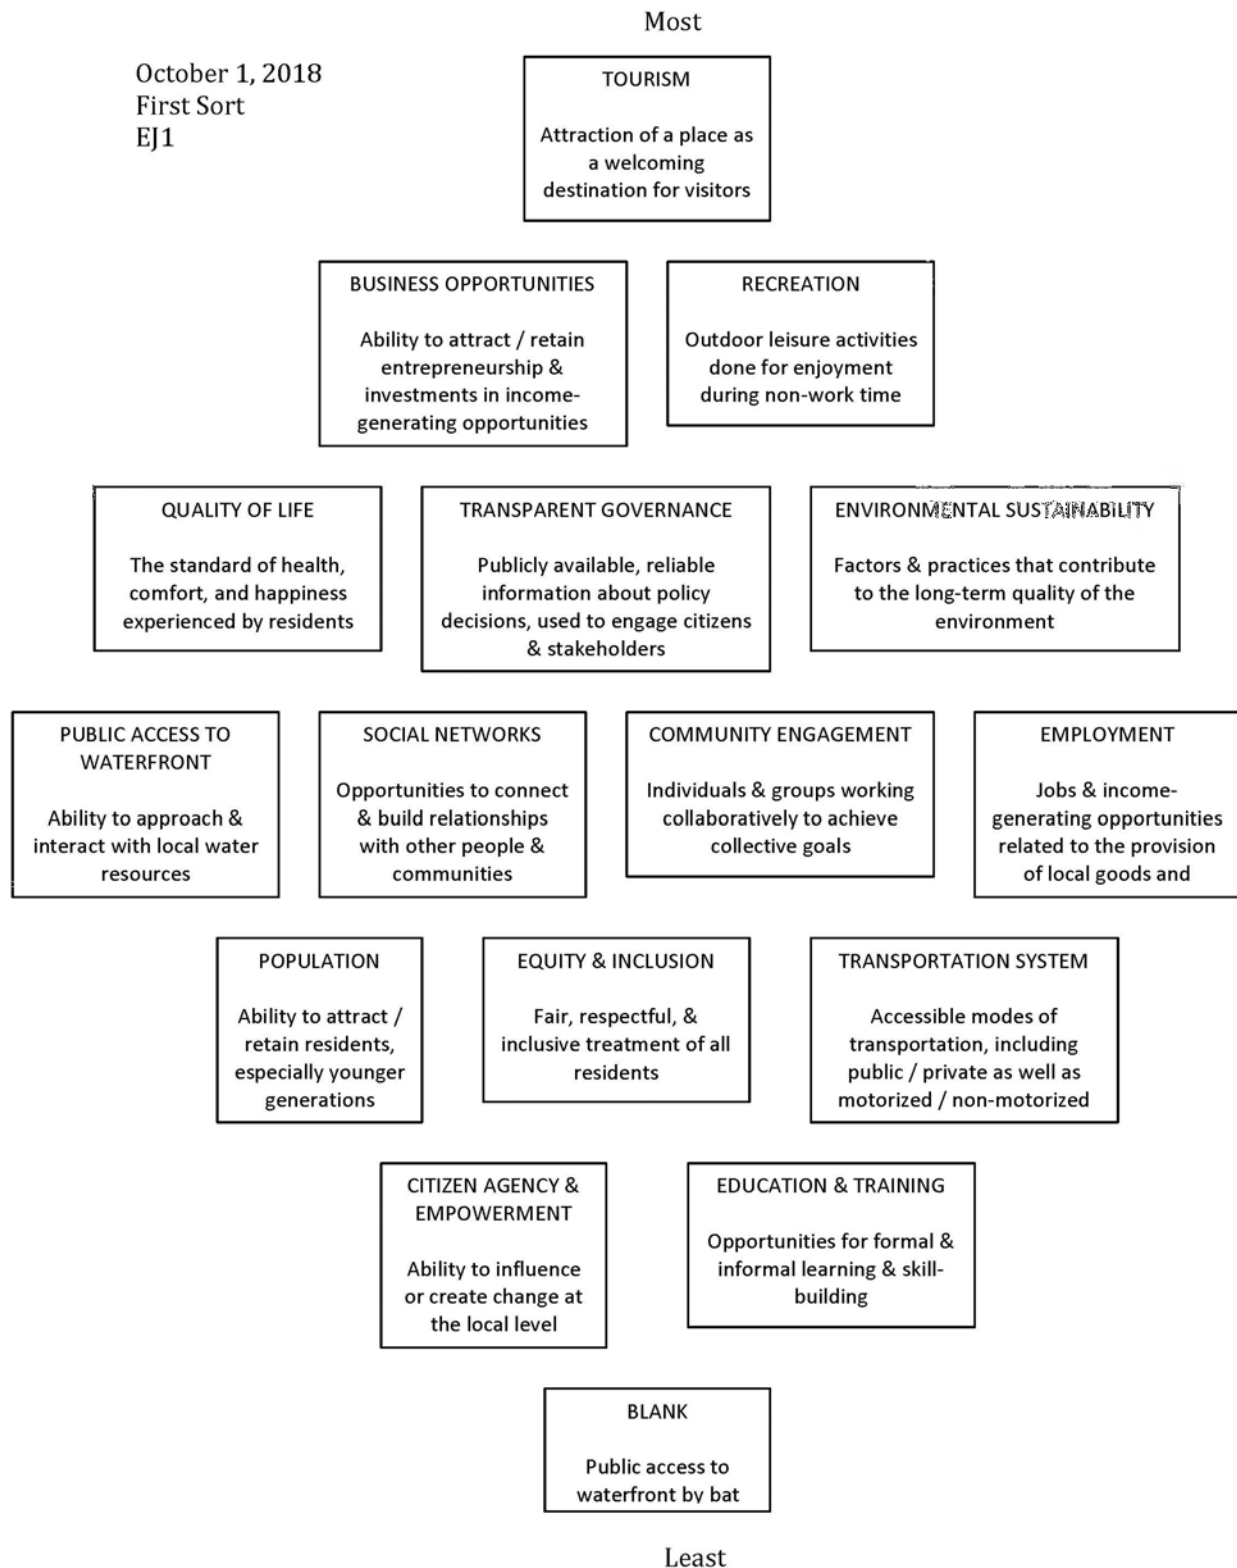 Most
October 1, 2018
First Sort
EJ1
TOURISM
Attraction of a place as
a welcoming
destination for visitors
BUSINESS OPPORTUNITIES
Ability to attract / retain
entrepreneurship &
investments in income-
generating opportunities
RECREATION
Outdoor leisure activities
done for enjoyment
during non-work time
QUALITY OF LIFE
The standard of health,
comfort, and happiness
experienced by residents
TRANSPARENT GOVERNANCE
Publicly available, reliable
information about policy
decisions, used to engage citizens
& stakeholders
ENVIRONMENTAL SUSTAINABILITY
Factors & practices that contribute
to the long-term quality of the
environment
PUBLIC ACCESS TO
WATERFRONT
Ability to approach &
interact with local water
resources
SOCIAL NETWORKS
Opportunities to connect
& build relationships
with other people &
communities
COMMUNITY ENGAGEMENT
Individuals & groups working
collaboratively to achieve
collective goals
EMPLOYMENT
Jobs & income-
generating opportunities
related to the provision
of local goods and
POPULATION
Ability to attract /
retain residents,
especially younger
generations
EQUITY & INCLUSION
Fair, respectful, &
inclusive treatment of all
residents
TRANSPORTATION SYSTEM
Accessible modes of
transportation, including
public / private as well as
motorized / non-motorized
CITIZEN AGENCY &
EMPOWERMENT
Ability to influence
or create change at
the local level
EDUCATION & TRAINING
Opportunities for formal &
informal learning & skill-
building
BLANK
Public access to
waterfront by bat
Least